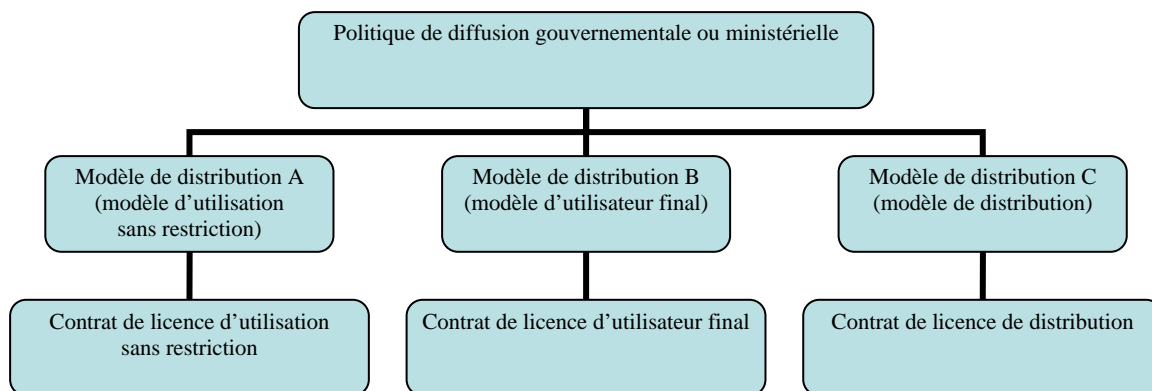 Politique de diffusion gouvernementale ou ministérielle
Modèle de distribution A
(modèle d'utilisation
sans restriction)
Modèle de distribution B
(modèle d'utilisateur final)
Modèle de distribution C
(modèle de distribution)
Contrat de licence d'utilisation
sans restriction
Contrat de licence d'utilisateur final
Contrat de licence de distribution